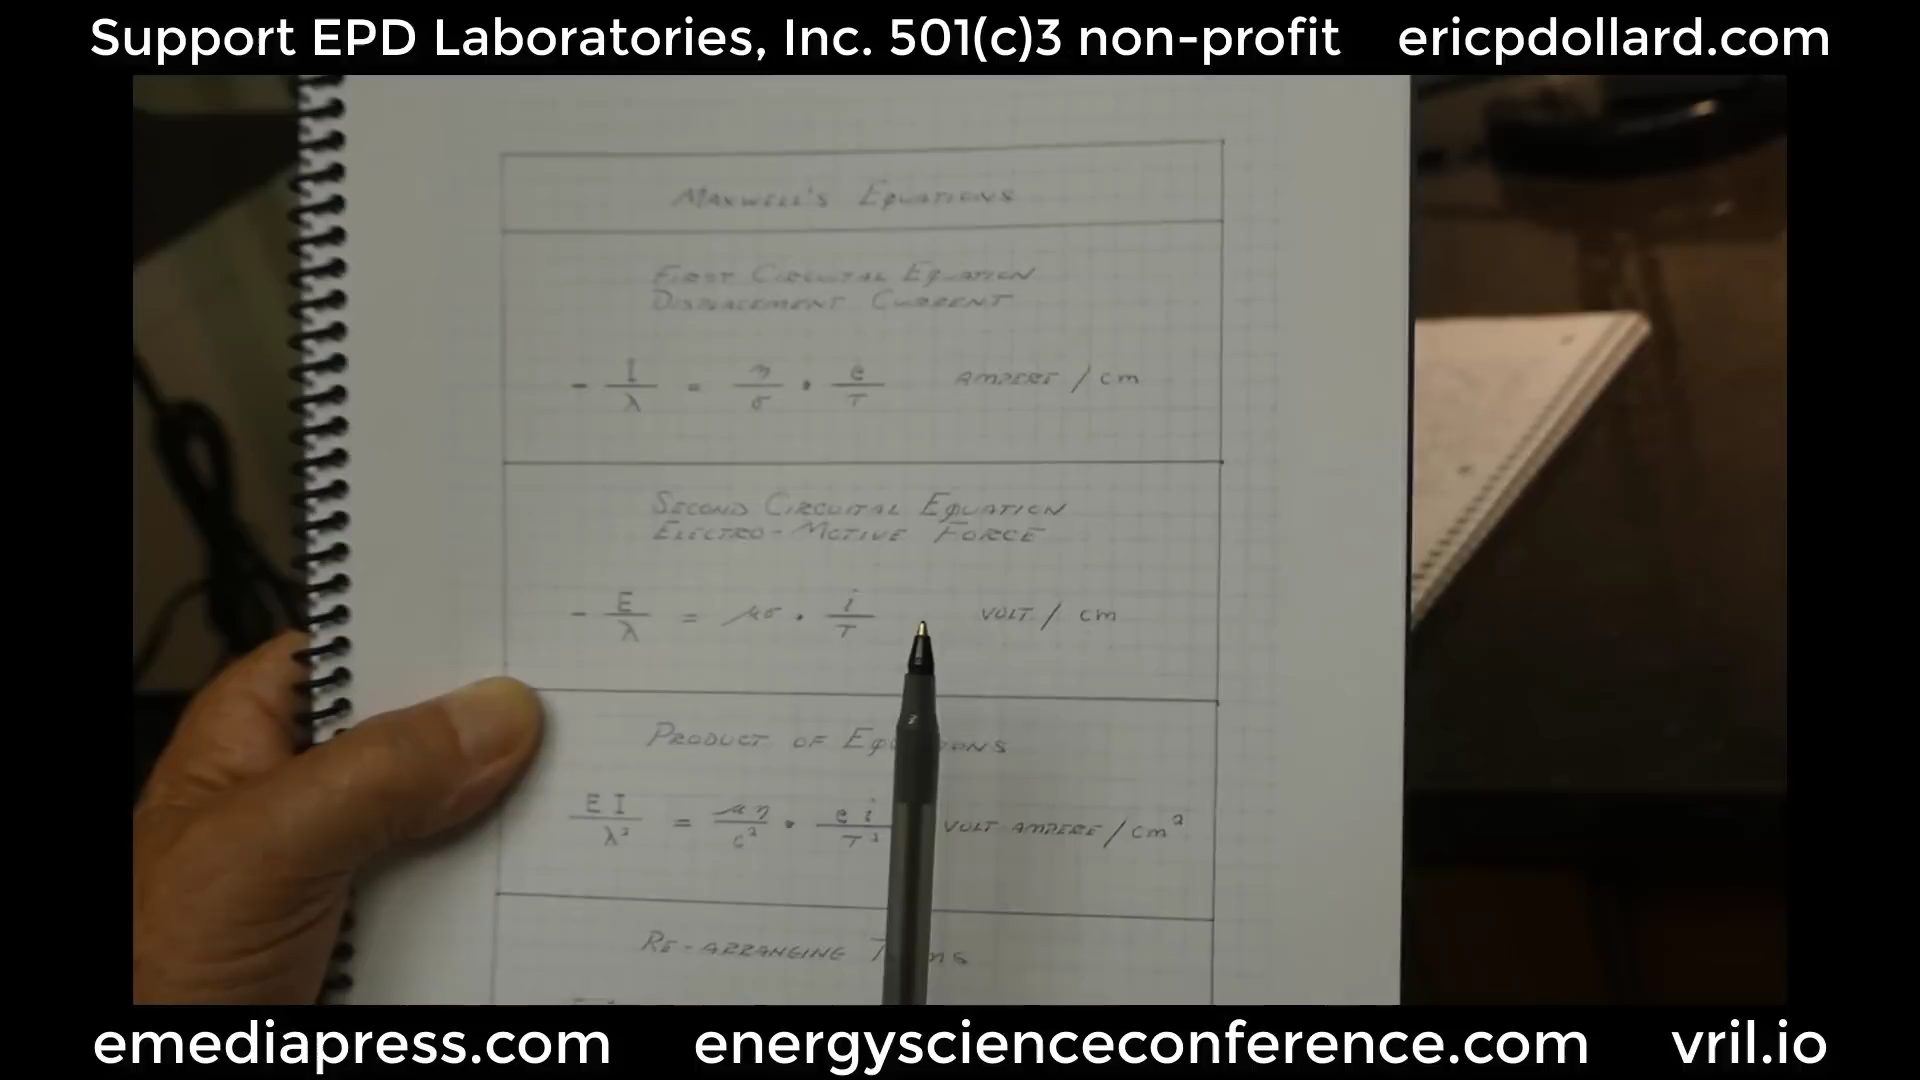 Support EPD Laboratories, Inc. 501(c)3 non-profit ericpdollard.com
MAXWELL'S EQUATIONS
FIRST CIRCUITAL EQUATION
DISPLACEMENT CURRENT
- I/λ = η/σ · e/T AMPERE / cm
SECOND CIRCUITAL EQUATION
ELECTRO-MOTIVE FORCE
- E/λ = μσ · i/T VOLT / cm
PRODUCT OF
EI/λ² = μη/c² · ei/T² VOLT AMPERE / cm²
RE-ARRANGING
emediapress.com energyscienceconference.com vril.io